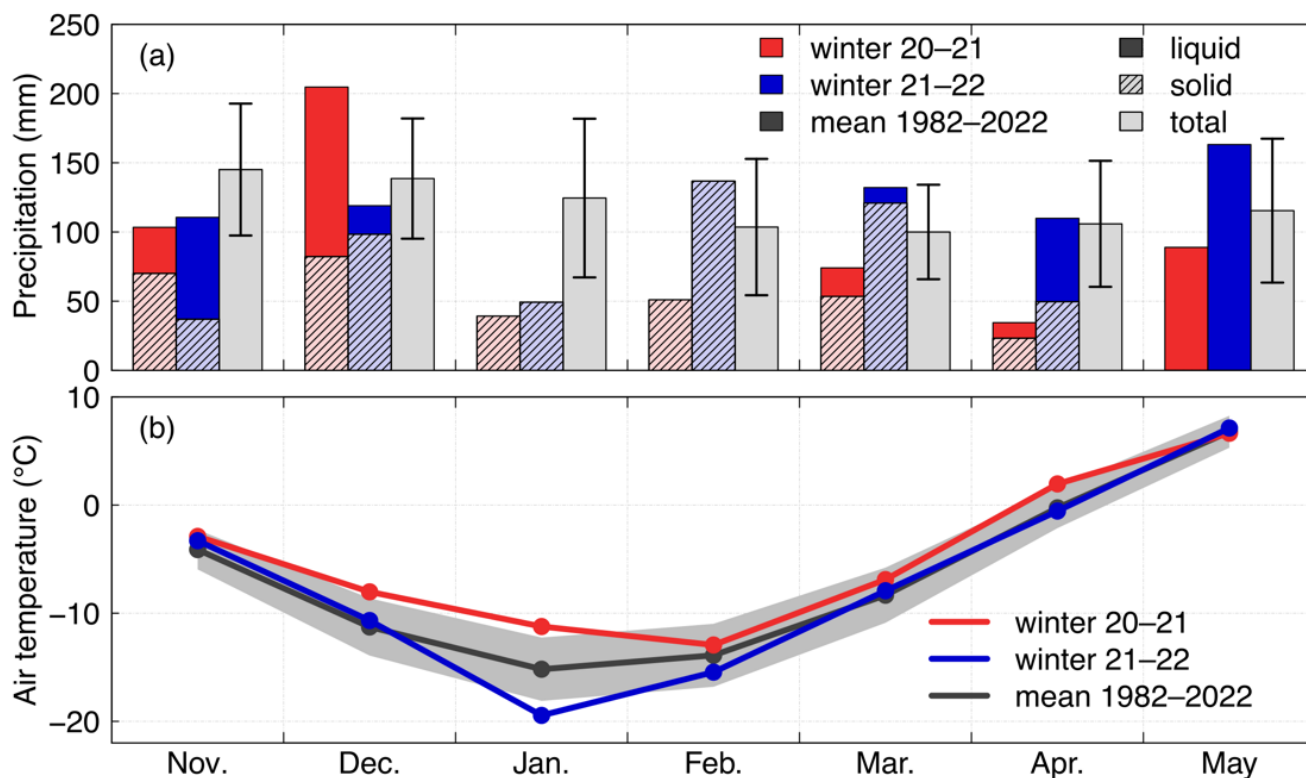 (a)
winter 20–21
winter 21–22
mean 1982–2022
liquid
solid
total
Precipitation (mm)
250
200
150
100
50
0
(b)
Air temperature (°C)
10
0
−10
−20
winter 20–21
winter 21–22
mean 1982–2022
Nov. Dec. Jan. Feb. Mar. Apr. May